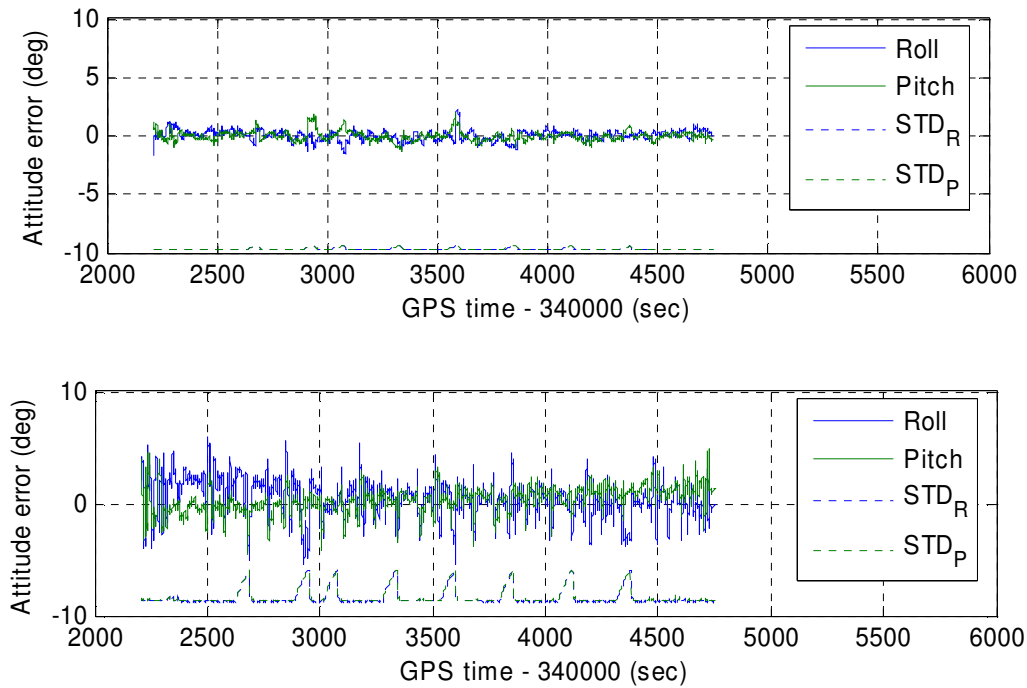 10
5
0
-5
-10
Attitude error (deg)
Roll
Pitch
STD_R
STD_P
2000 2500 3000 3500 4000 4500 5000 5500 6000
GPS time - 340000 (sec)
10
0
-10
Attitude error (deg)
Roll
Pitch
STD_R
STD_P
2000 2500 3000 3500 4000 4500 5000 5500 6000
GPS time - 340000 (sec)